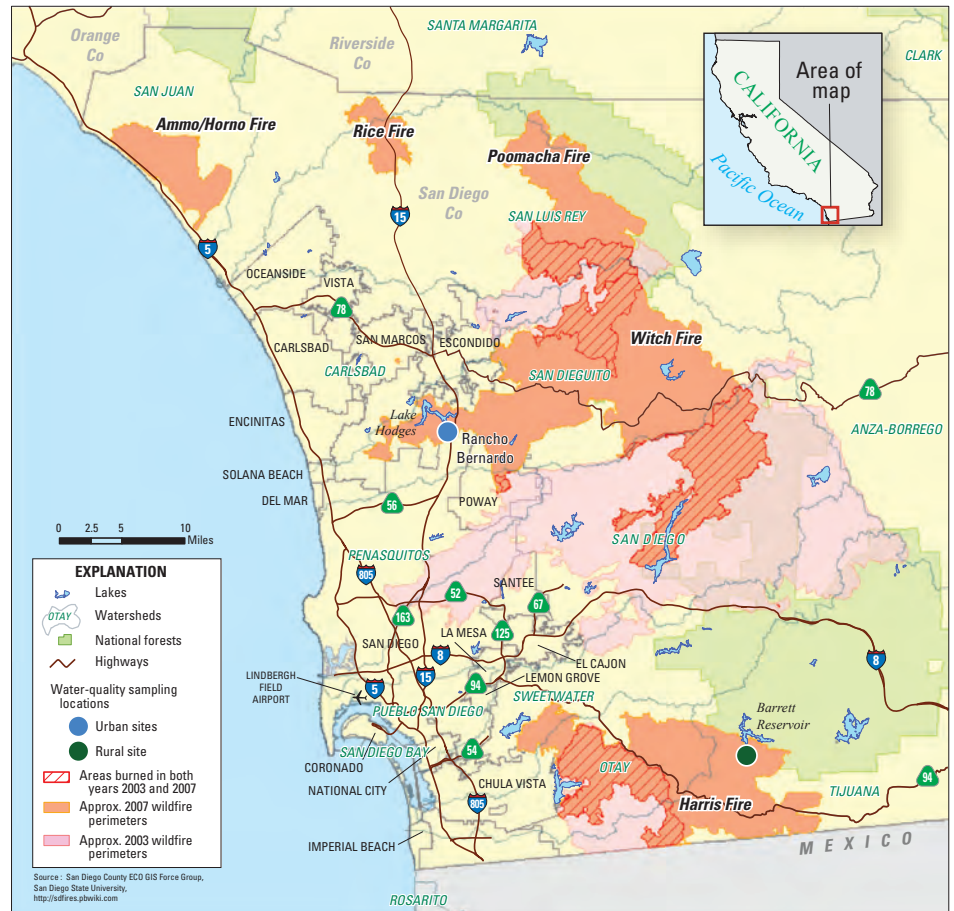 Orange
Co
Riverside
Co
SANTA MARGARITA
CLARK
SAN JUAN
Ammo/Horno Fire
Rice Fire
Poomacha Fire
San Diego
Co
SAN LUIS REY
CALIFORNIA
Pacific Ocean
Area of
map
15
5
OCEANSIDE
VISTA
78
SAN MARCOS
ESCONDIDO
CARLSBAD
CARLSBAD
Witch Fire
SAN DIEGUITO
78
ANZA-BORREGO
ENCINITAS
Lake
Hodges
Rancho
Bernardo
SOLANA BEACH
DEL MAR
56
POWAY
0 2.5 5 10
Miles
SAN DIEGO
PENASQUITOS
805
52
SANTEE
67
163
125
SAN DIEGO
LA MESA
8
EL CAJON
8
LINDBERGH
FIELD
AIRPORT
5
15
94
LEMON GROVE
SWEETWATER
PUEBLO SAN DIEGO
Barrett
Reservoir
SAN DIEGO BAY
54
CORONADO
NATIONAL CITY
CHULA VISTA
OTAY
805
Harris Fire
TIJUANA
94
IMPERIAL BEACH
MEXICO
ROSARITO
EXPLANATION
Lakes
OTAY
Watersheds
National forests
Highways
Water-quality sampling
locations
Urban sites
Rural site
Areas burned in both
years 2003 and 2007
Approx. 2007 wildfire
perimeters
Approx. 2003 wildfire
perimeters
Source : San Diego County ECO GIS Force Group,
San Diego State University,
http://sdfires.pbwiki.com